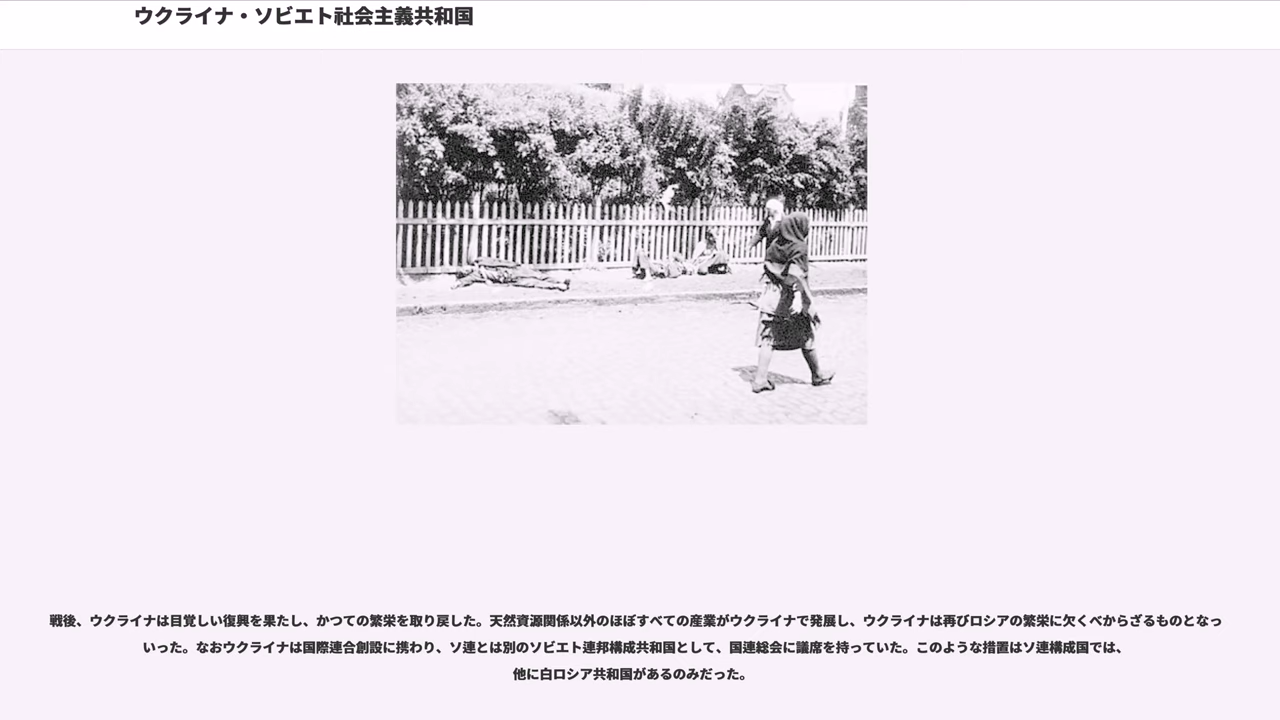 ウクライナ・ソビエト社会主義共和国
戦後、ウクライナは目覚しい復興を果たし、かつての繁栄を取り戻した。天然資源関係以外のほぼすべての産業がウクライナで発展し、ウクライナは再びロシアの繁栄に欠くべからざるものとなっ
いった。なおウクライナは国際連合創設に携わり、ソ連とは別のソビエト連邦構成共和国として、国連総会に議席を持っていた。このような措置はソ連構成国では、
他に白ロシア共和国があるのみだった。